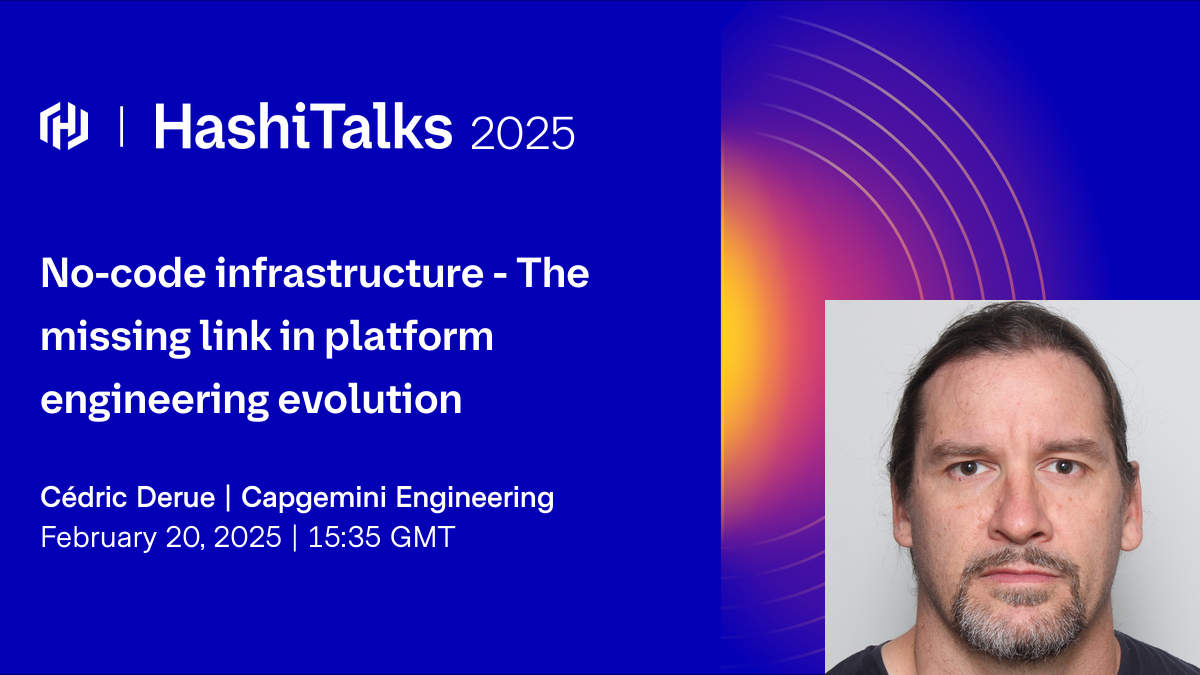 HashiTalks 2025
No-code infrastructure - The
missing link in platform
engineering evolution
Cédric Derue | Capgemini Engineering
February 20, 2025 | 15:35 GMT